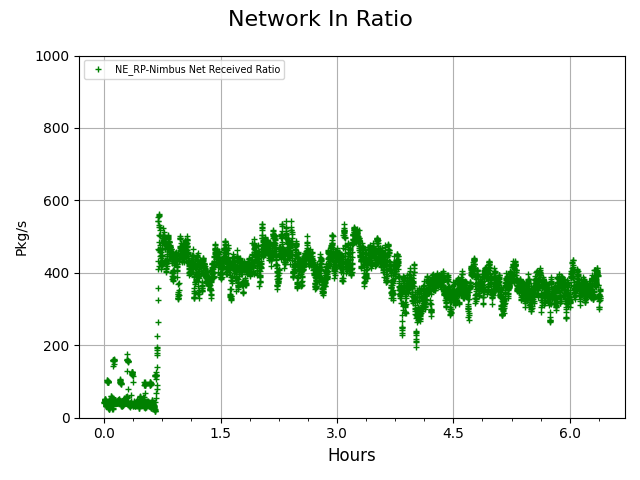 Network In Ratio
NE_RP-Nimbus Net Received Ratio
1000
800
600
400
200
0
Pkg/s
0.0 1.5 3.0 4.5 6.0
Hours